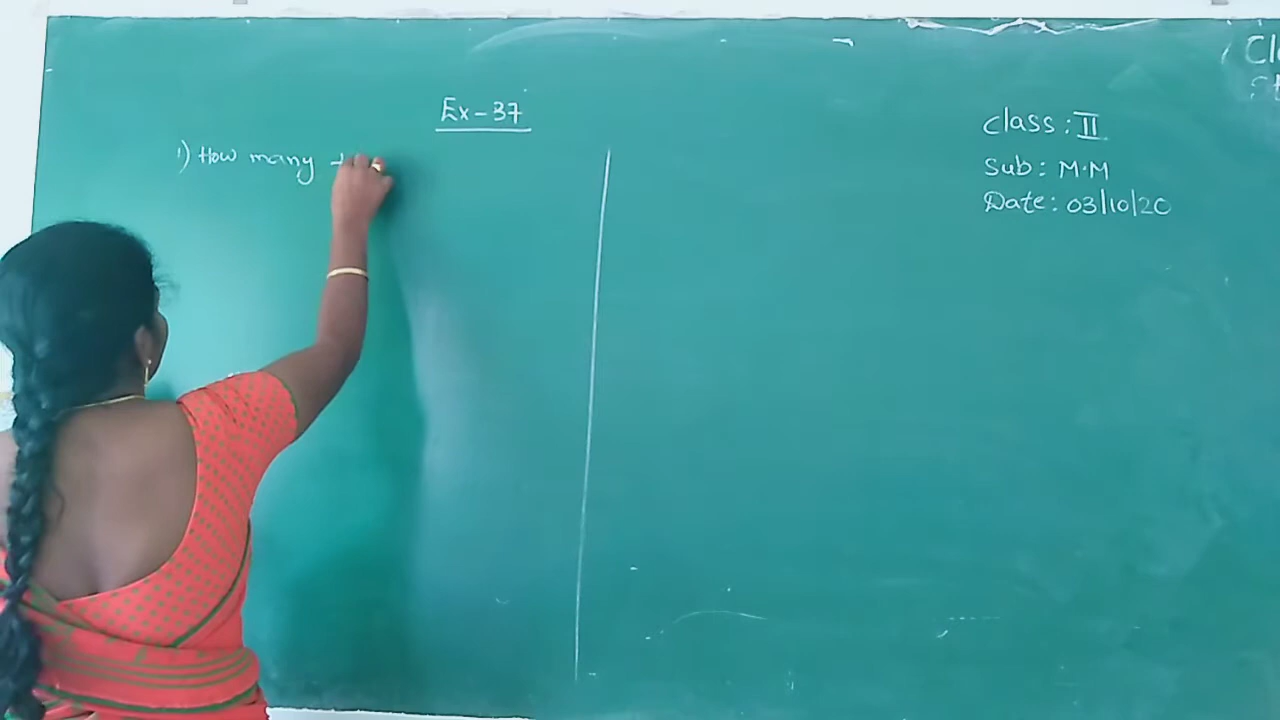 Ex-37
1) How many
Class: II
Sub: M.M
Date: 03/10/20